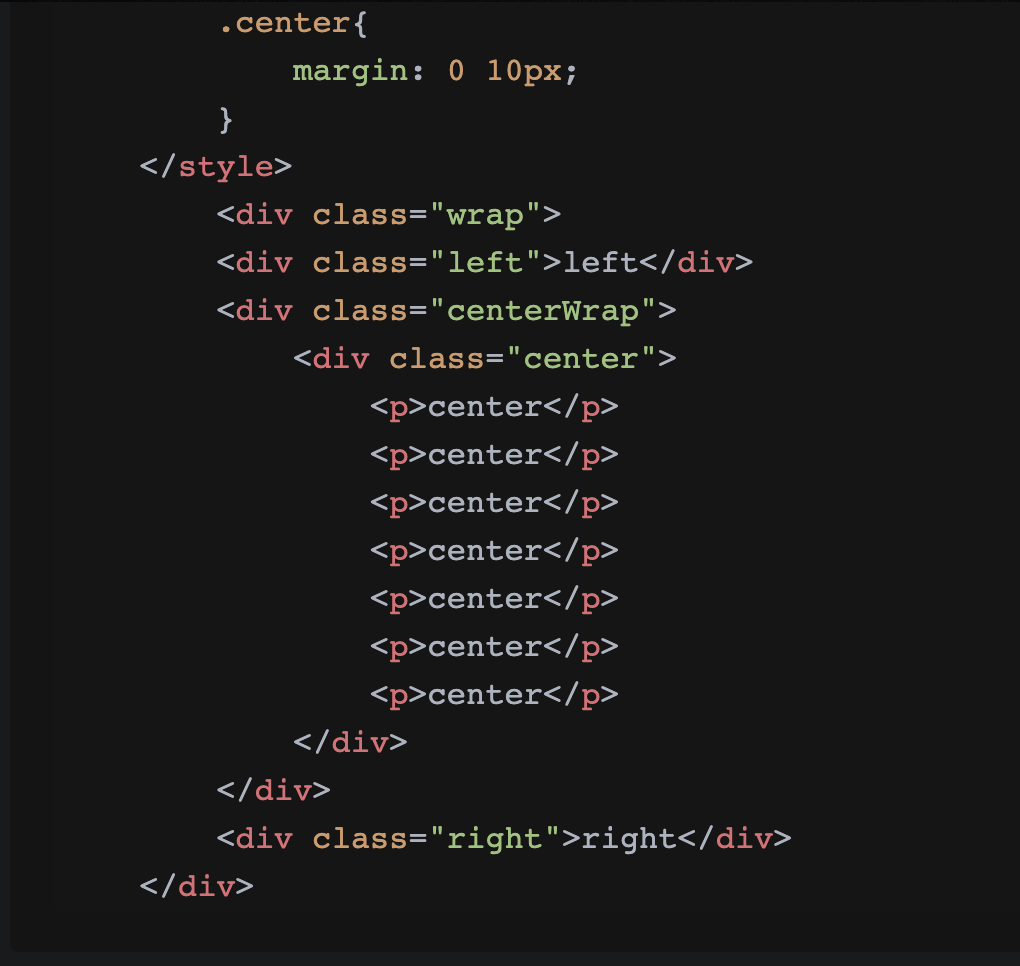 .center{
margin: 0 10px;
}
</style>
<div class="wrap">
<div class="left">left</div>
<div class="centerWrap">
<div class="center">
<p>center</p>
<p>center</p>
<p>center</p>
<p>center</p>
<p>center</p>
<p>center</p>
<p>center</p>
</div>
</div>
<div class="right">right</div>
</div>